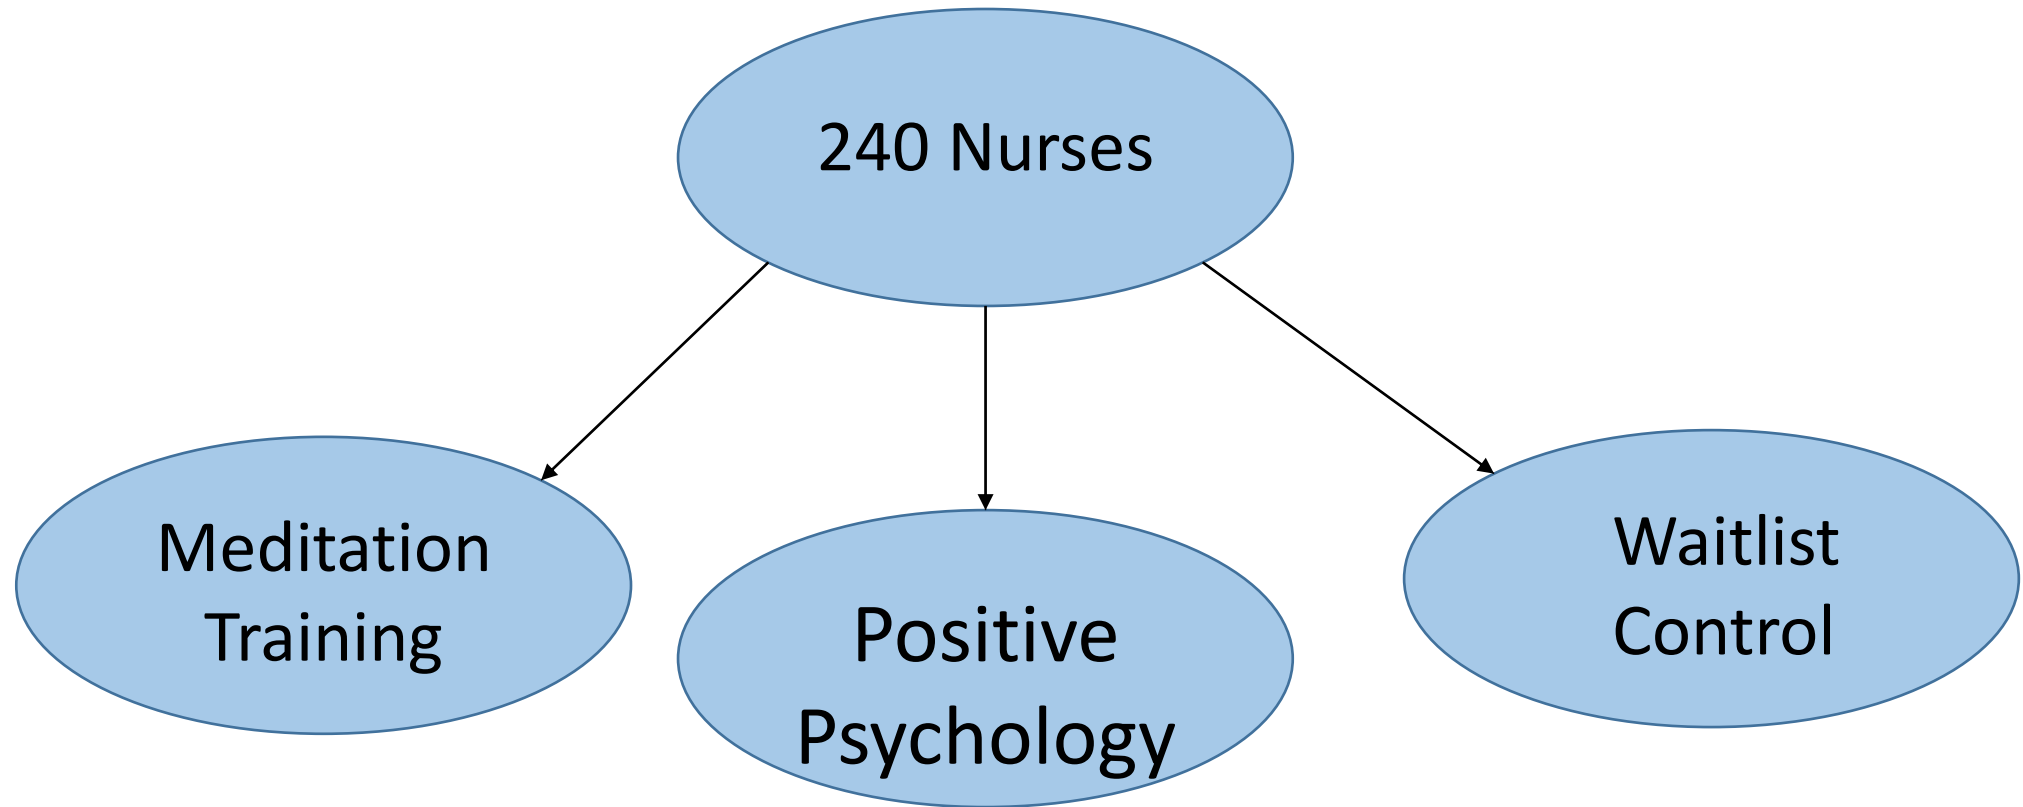 240 Nurses
Meditation
Training
Positive
Psychology
Waitlist
Control